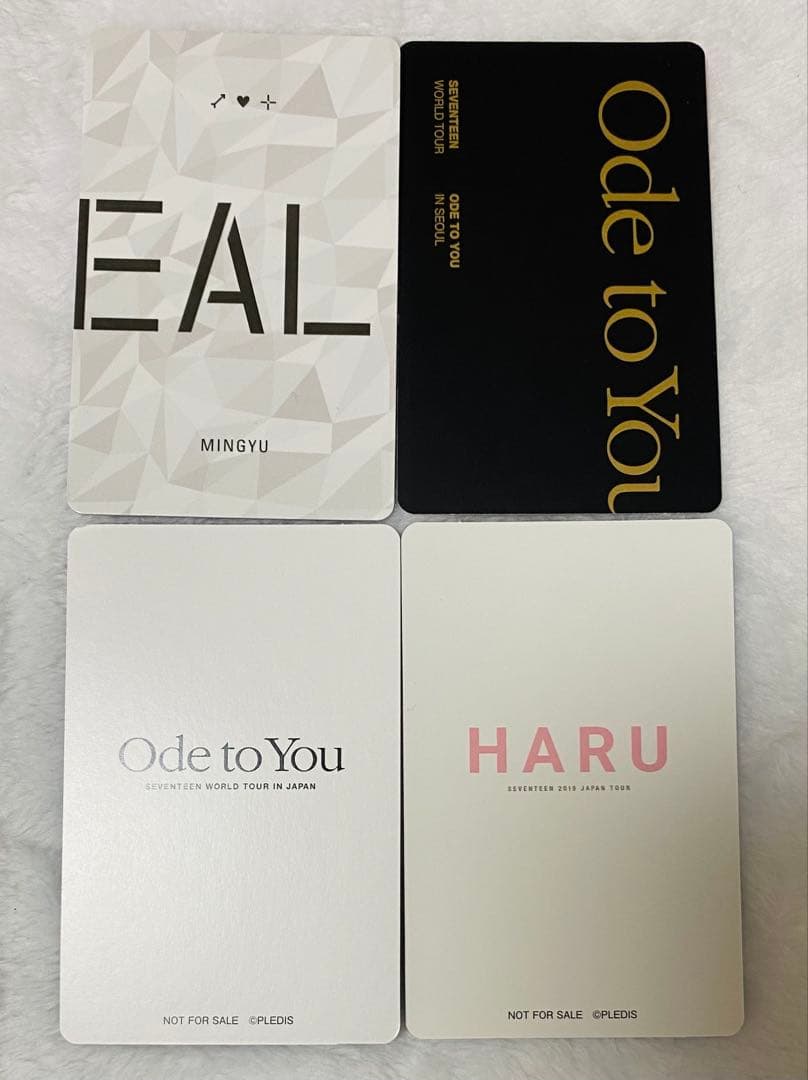 EAL
MINGYU
SEVENTEEN
WORLD TOUR
ODE TO YOU
IN SEOUL
Ode to You
Ode to You
SEVENTEEN WORLD TOUR IN JAPAN
NOT FOR SALE ©PLEDIS
HARU
SEVENTEEN 2019 JAPAN TOUR
NOT FOR SALE ©PLEDIS